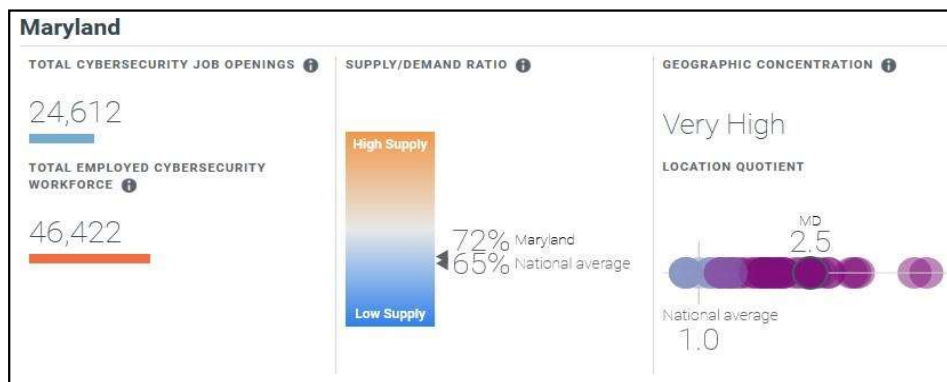 Maryland
TOTAL CYBERSECURITY JOB OPENINGS
24,612
TOTAL EMPLOYED CYBERSECURITY
WORKFORCE
46,422
SUPPLY/DEMAND RATIO
High Supply
72% Maryland
65% National average
Low Supply
GEOGRAPHIC CONCENTRATION
Very High
LOCATION QUOTIENT
MD
2.5
National average
1.0